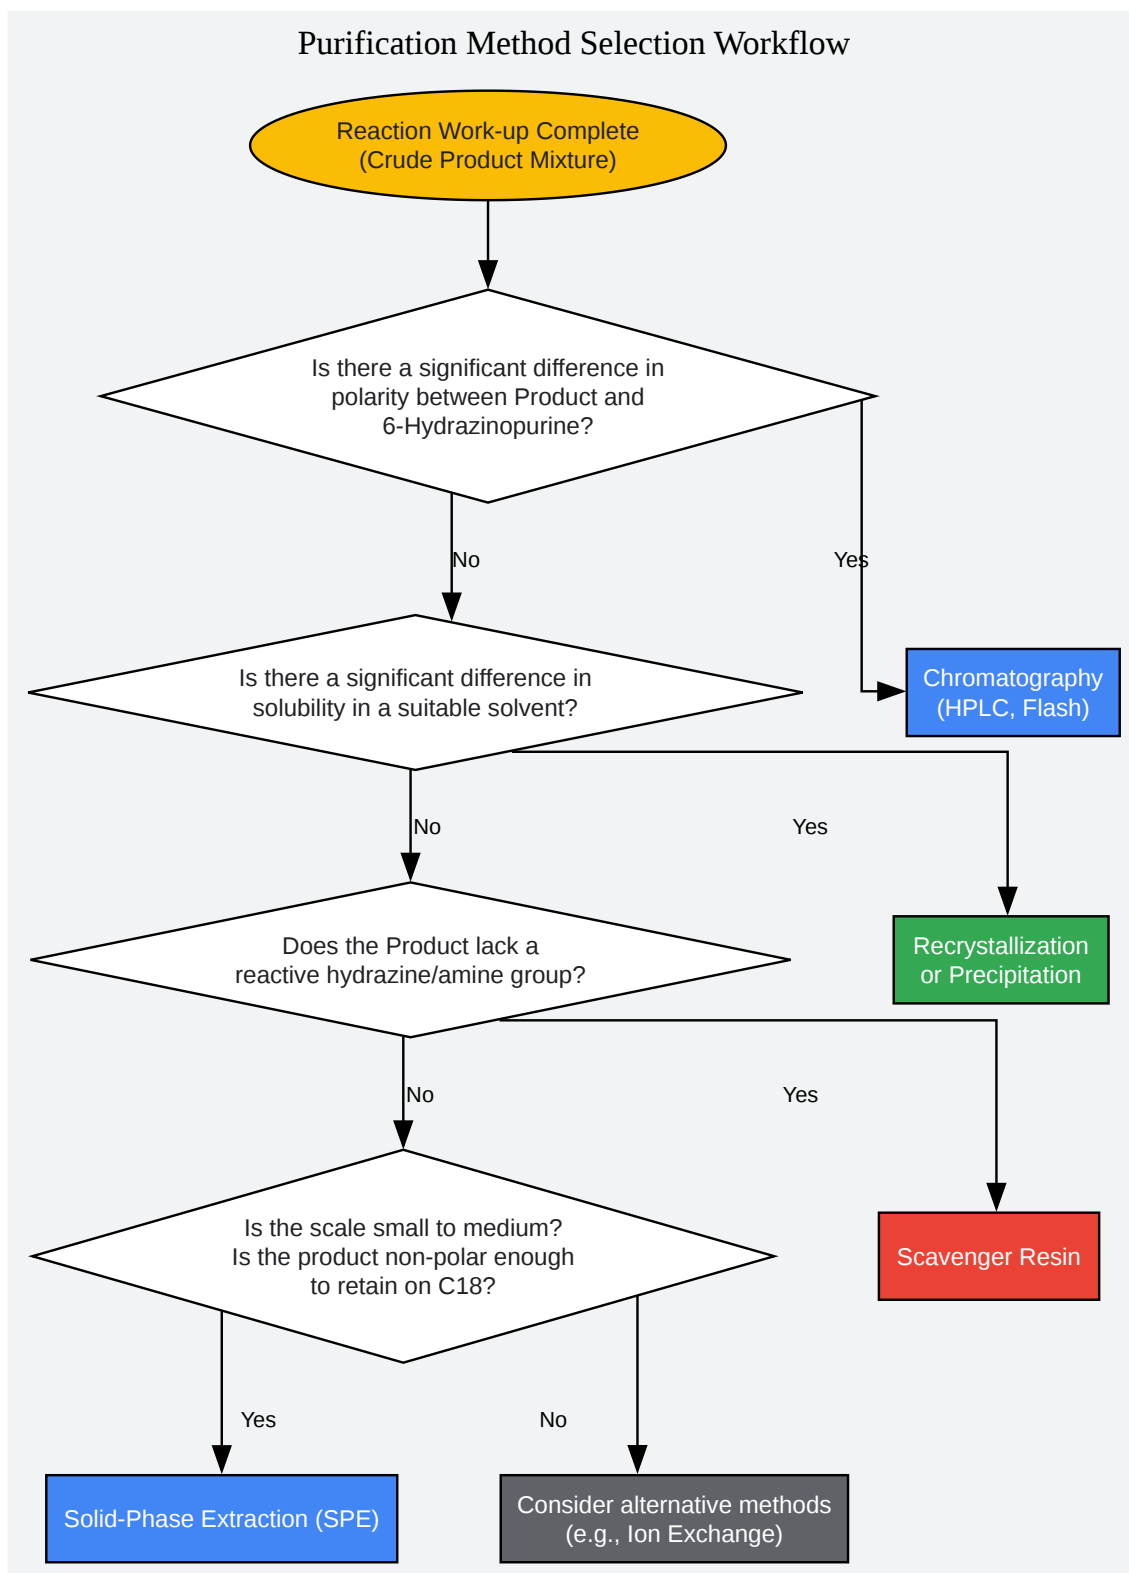 Purification Method Selection Workflow
Reaction Work-up Complete
(Crude Product Mixture)
Is there a significant difference in
polarity between Product and
6-Hydrazinopurine?
No
Yes
Is there a significant difference in
solubility in a suitable solvent?
Chromatography
(HPLC, Flash)
No
Yes
Does the Product lack a
reactive hydrazine/amine group?
Recrystallization
or Precipitation
No
Yes
Is the scale small to medium?
Is the product non-polar enough
to retain on C18?
Scavenger Resin
Yes
No
Solid-Phase Extraction (SPE)
Consider alternative methods
(e.g., Ion Exchange)